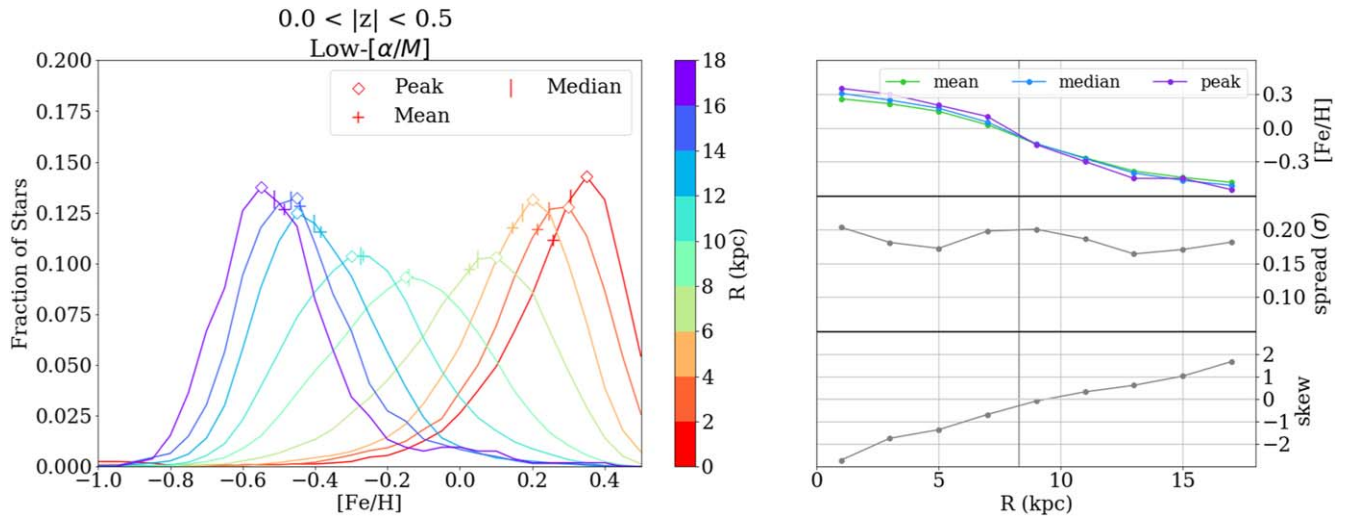 0.0 < |z| < 0.5
Low-[α/M]
Fraction of Stars
0.200
0.175
0.150
0.125
0.100
0.075
0.050
0.025
0.000
−1.0 −0.8 −0.6 −0.4 −0.2 0.0 0.2 0.4
[Fe/H]
Peak
Mean
Median
18
16
14
12
10
8
6
4
2
0
R (kpc)
mean median peak
0.3
0.0
−0.3
[Fe/H]
0.20
0.15
0.10
spread (σ)
2
1
0
−1
−2
skew
0 5 10 15
R (kpc)